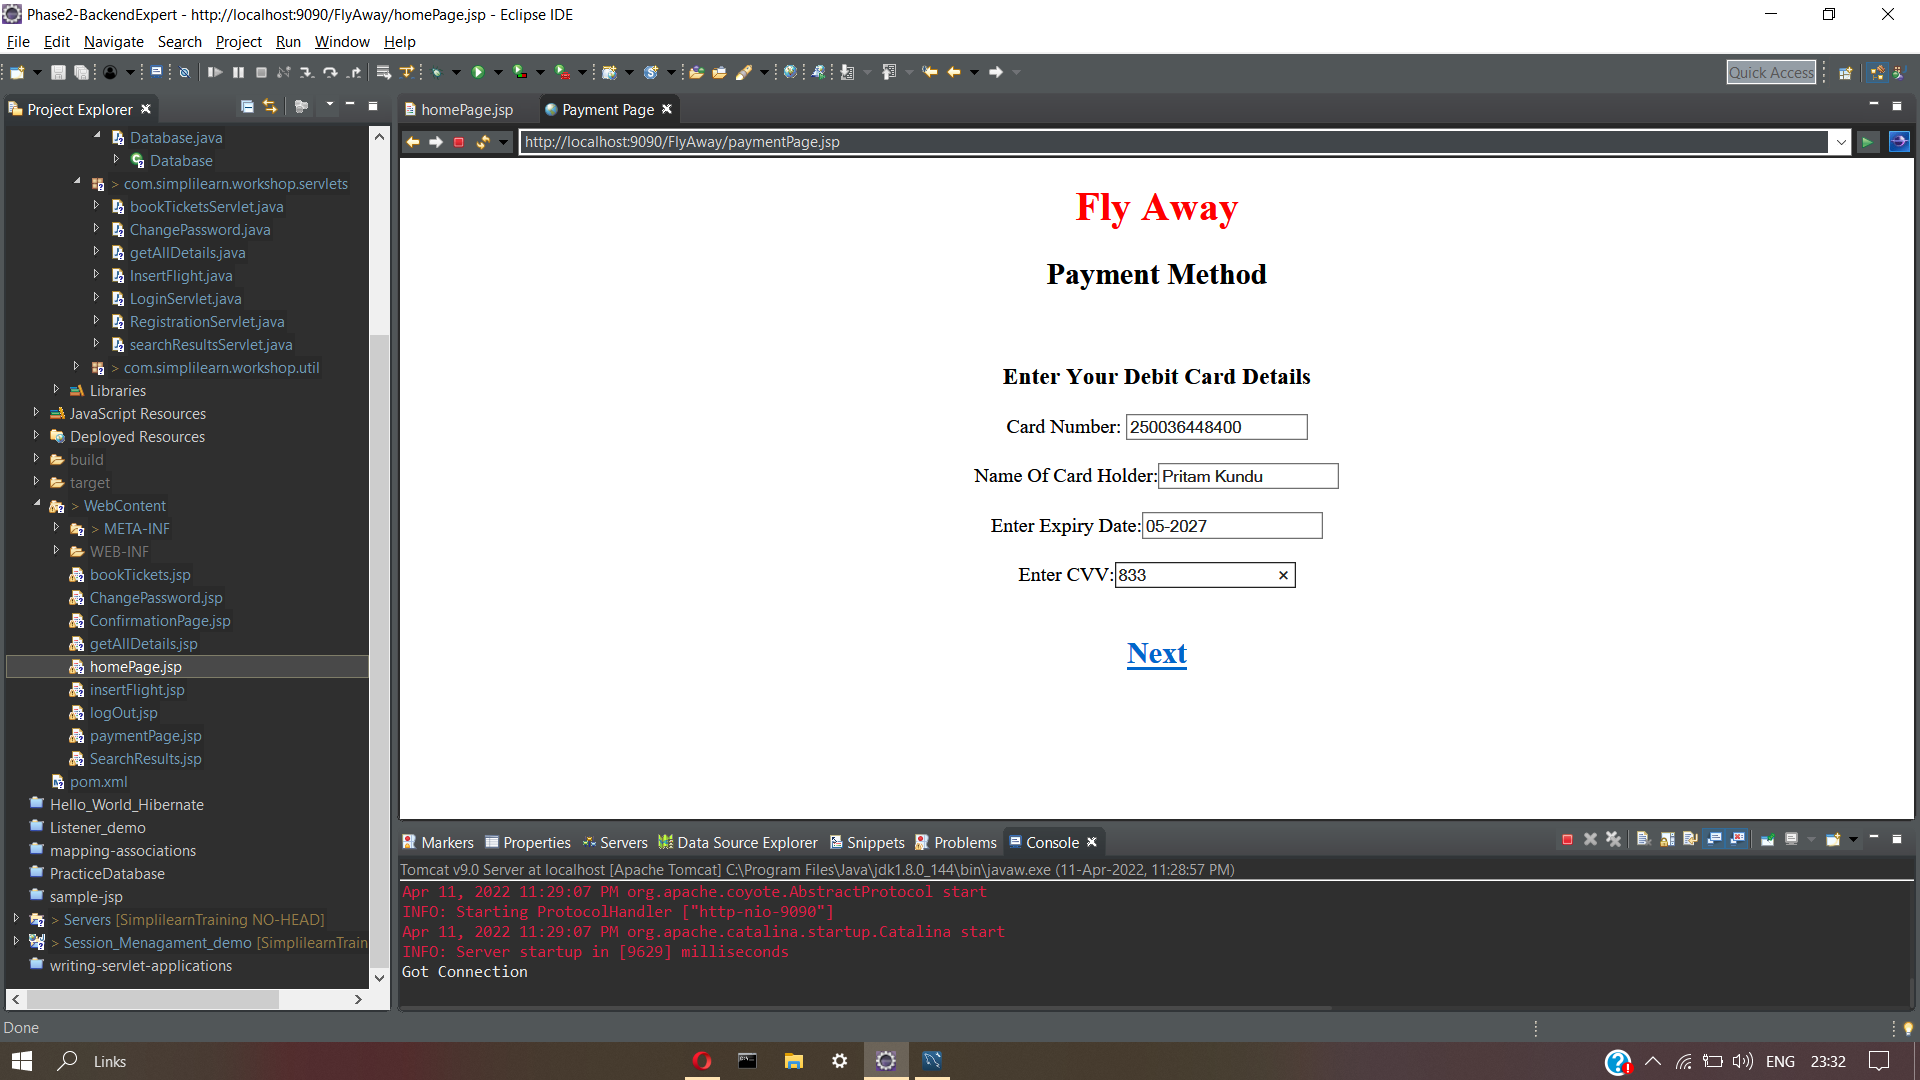 Phase2-BackendExpert - http://localhost:9090/FlyAway/homePage.jsp - Eclipse IDE
File Edit Navigate Search Project Run Window Help
Quick Access
Project Explorer
Database.java
Database
> com.simplilearn.workshop.servlets
bookTicketsServlet.java
ChangePassword.java
getAllDetails.java
InsertFlight.java
LoginServlet.java
RegistrationServlet.java
searchResultsServlet.java
> com.simplilearn.workshop.util
Libraries
JavaScript Resources
Deployed Resources
build
target
> WebContent
> META-INF
WEB-INF
bookTickets.jsp
ChangePassword.jsp
ConfirmationPage.jsp
getAllDetails.jsp
homePage.jsp
insertFlight.jsp
logOut.jsp
paymentPage.jsp
SearchResults.jsp
pom.xml
Hello_World_Hibernate
Listener_demo
mapping-associations
PracticeDatabase
sample-jsp
> Servers [SimplilearnTraining NO-HEAD]
> Session_Menagament_demo [SimplilearnTrain
writing-servlet-applications
homePage.jsp Payment Page
http://localhost:9090/FlyAway/paymentPage.jsp
Fly Away
Payment Method
Enter Your Debit Card Details
Card Number: 250036448400
Name Of Card Holder: Pritam Kundu
Enter Expiry Date: 05-2027
Enter CVV: 833
Next
Markers Properties Servers Data Source Explorer Snippets Problems Console
Tomcat v9.0 Server at localhost [Apache Tomcat] C:\Program Files\Java\jdk1.8.0_144\bin\javaw.exe (11-Apr-2022, 11:28:57 PM)
Apr 11, 2022 11:29:07 PM org.apache.coyote.AbstractProtocol start
INFO: Starting ProtocolHandler ["http-nio-9090"]
Apr 11, 2022 11:29:07 PM org.apache.catalina.startup.Catalina start
INFO: Server startup in [9629] milliseconds
Got Connection
Done
Links
ENG 23:32